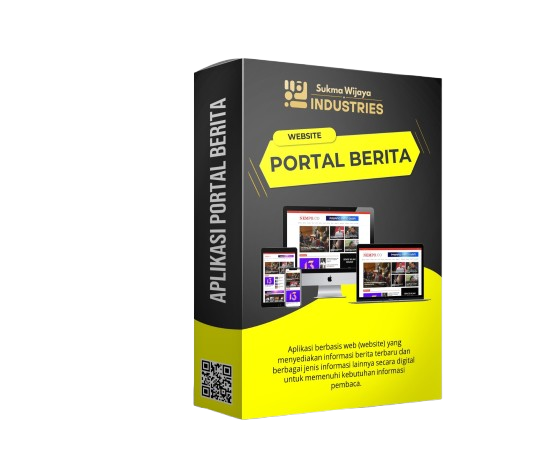 Sukma Wijaya
INDUSTRIES
WEBSITE
PORTAL BERITA
APLIKASI PORTAL BERITA
Aplikasi berbasis web (website) yang
menyediakan informasi berita terbaru dan
berbagai jenis informasi lainnya secara digital
untuk memenuhi kebutuhan informasi
pembaca.